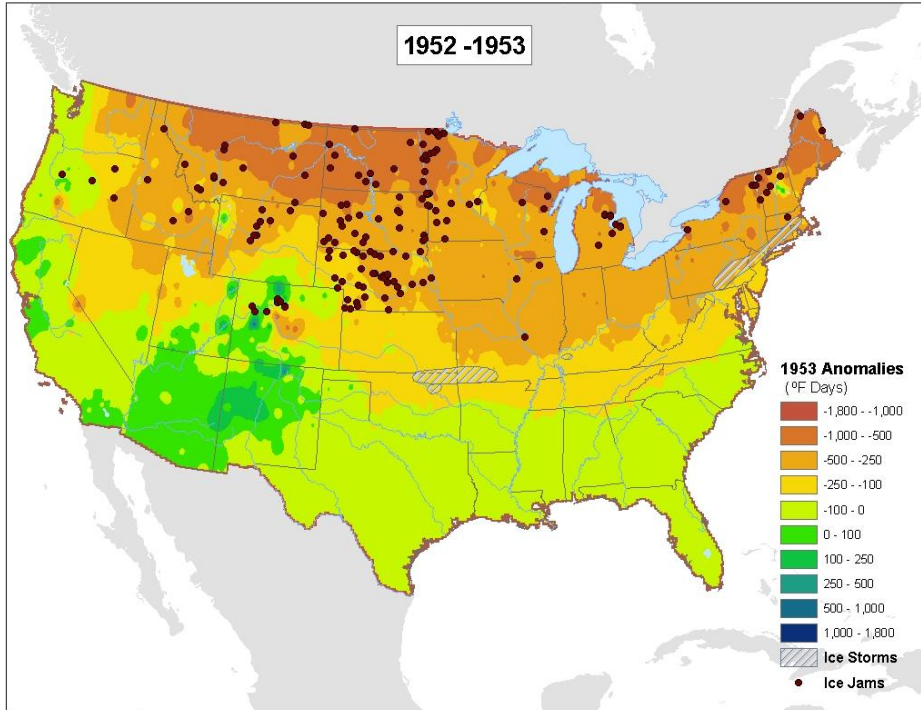 1952 -1953
1953 Anomalies
(ºF Days)
-1,800 - -1,000
-1,000 - -500
-500 - -250
-250 - -100
-100 - 0
0 - 100
100 - 250
250 - 500
500 - 1,000
1,000 - 1,800
Ice Storms
Ice Jams